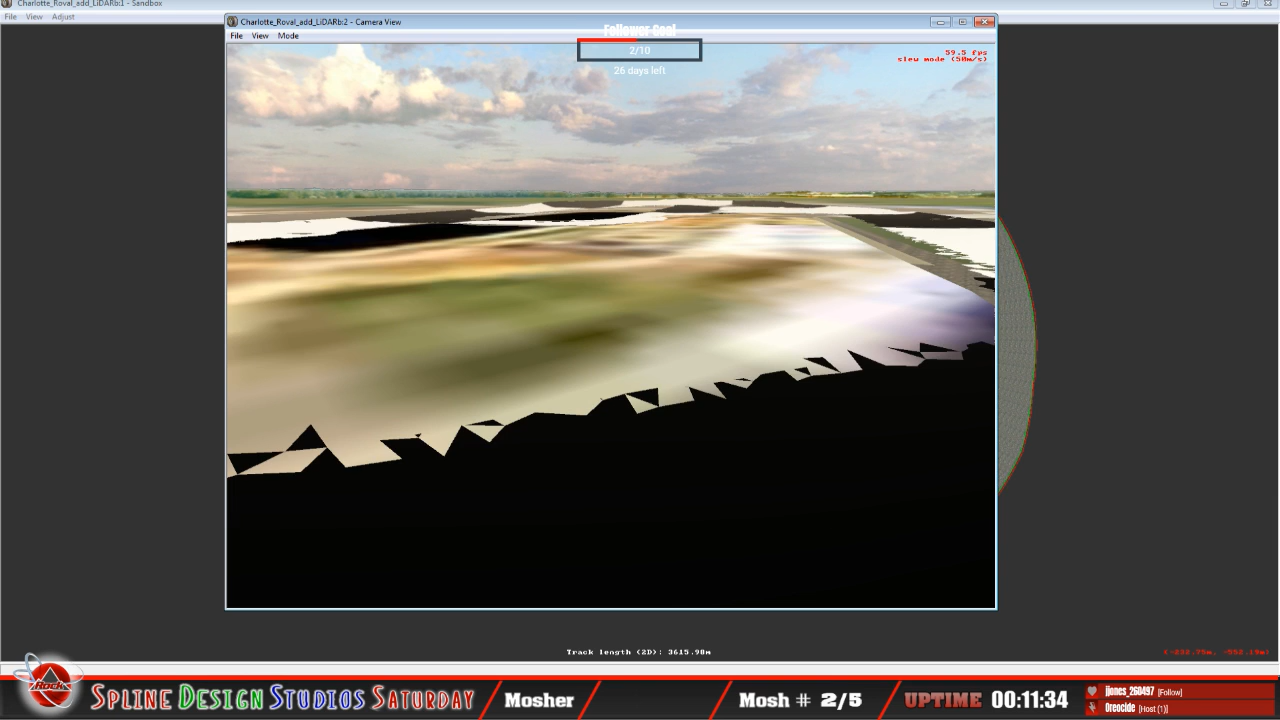 Charlotte_Roval_add_LiDARb:1 - Sandbox
File View Adjust
Charlotte_Roval_add_LiDARb:2 - Camera View
File View Mode
Follower Goal
2/10
26 days left
59.5 fps
slew mode (50m/s)
Track length (2D): 3615.90m
SPLINE DESIGN STUDIOS SATURDAY
Mosher
Mosh # 2/5
UPTIME 00:11:34
jjones_260497 [Follow]
Oreocide [Host (1)]